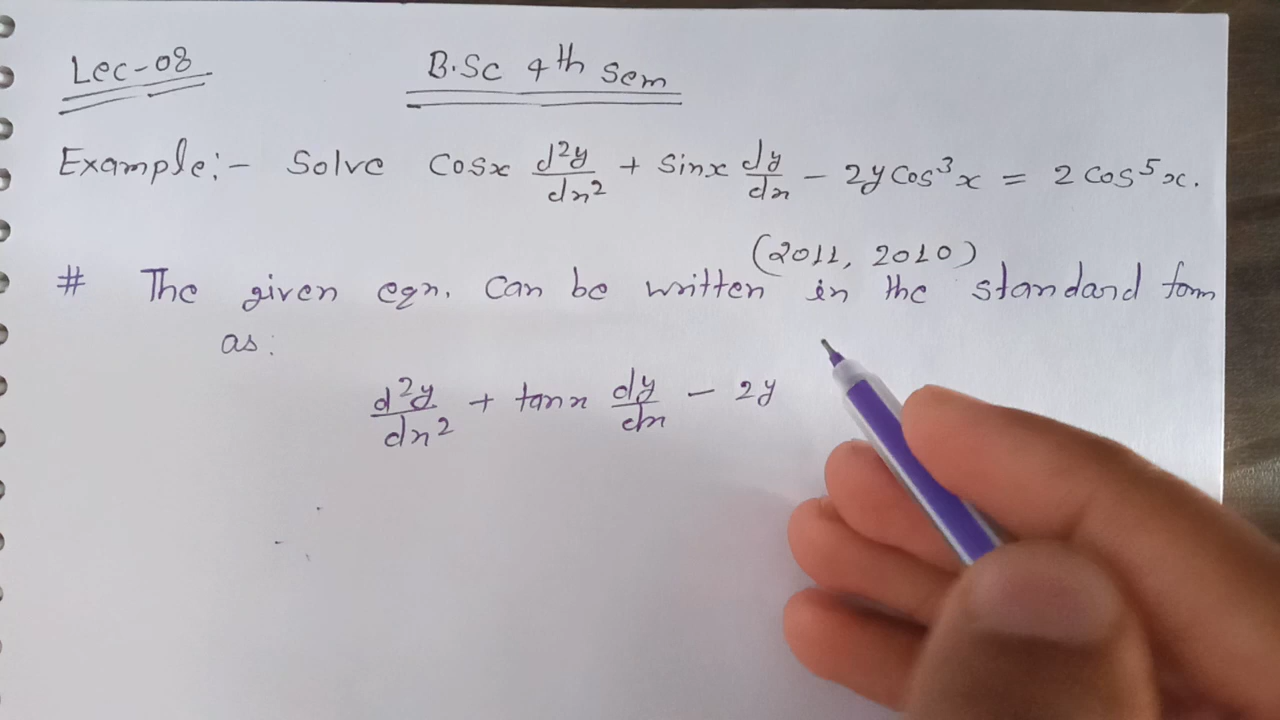 Lec-08
B.Sc 4th Sem
Example:- Solve cosx d²y/dx² + sinx dy/dx - 2y cos³x = 2 cos⁵x.
(2011, 2010)
# The given eqn. can be written in the standard form
as:
d²y/dx² + tanx dy/dx - 2y